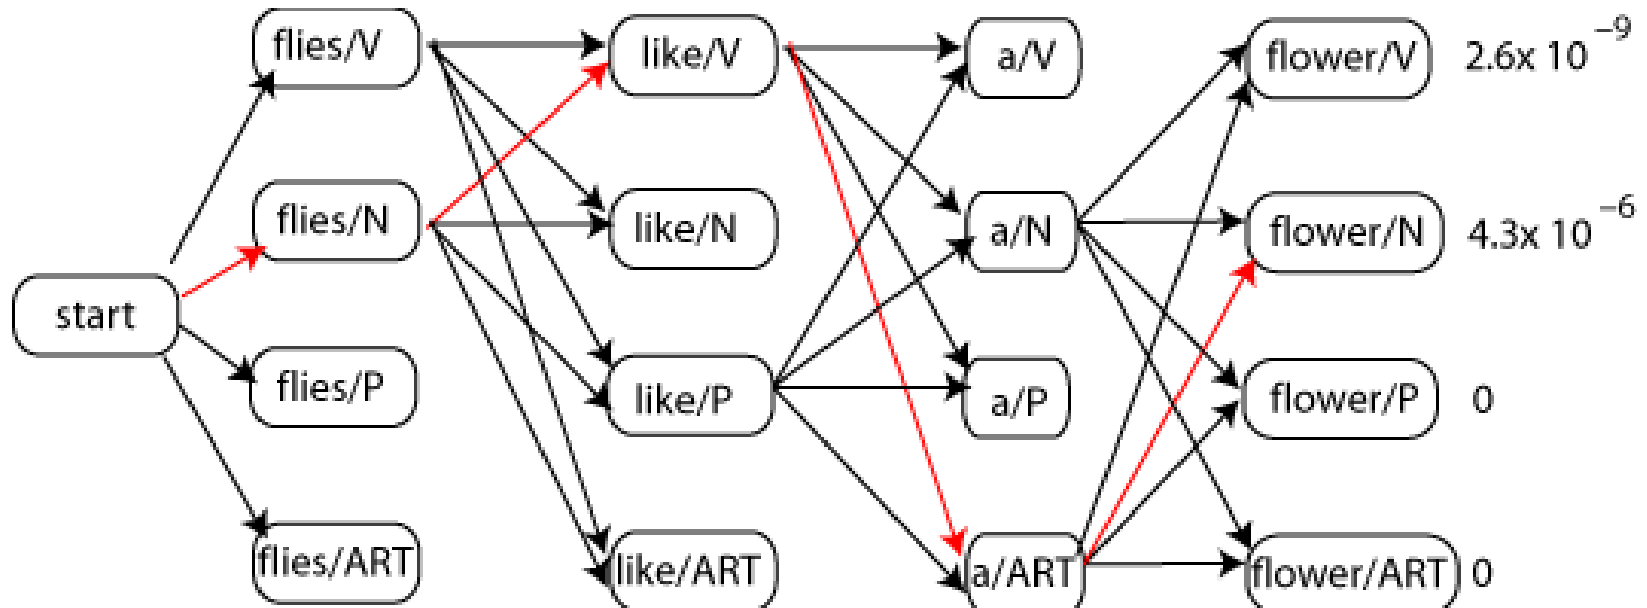 flies/V like/V a/V flower/V 2.6x 10 −9
flies/N like/N a/N flower/N 4.3x 10 −6
start
flies/P like/P a/P flower/P 0
flies/ART like/ART a/ART flower/ART 0